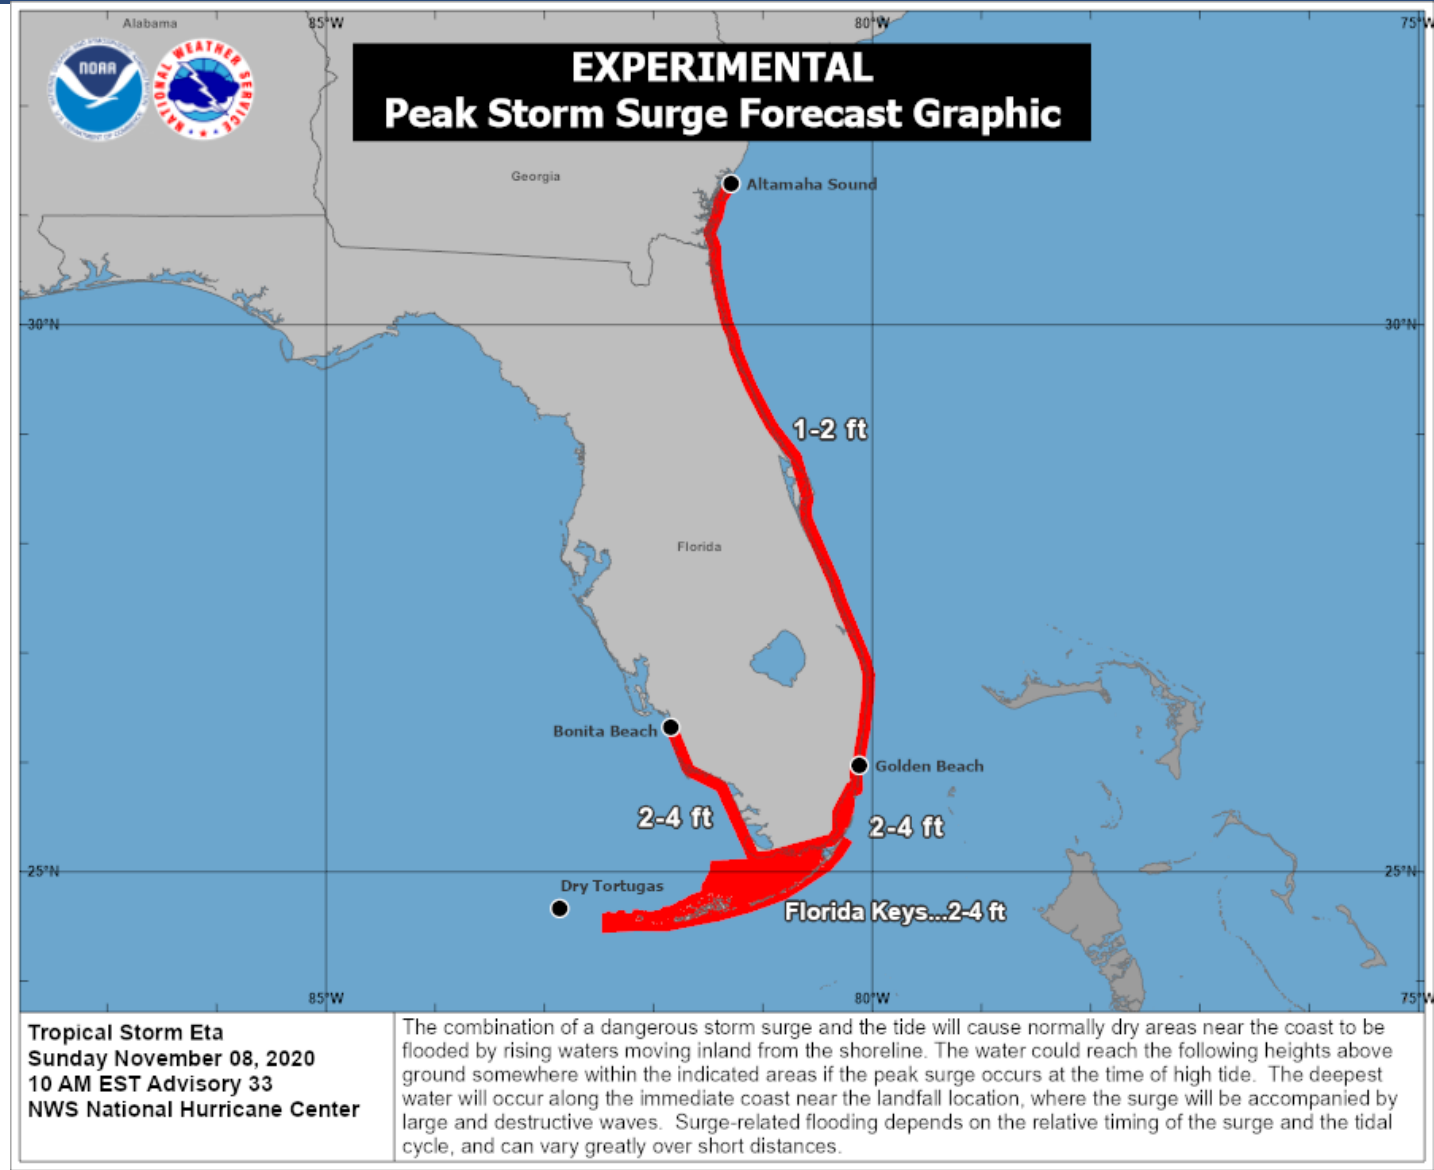 Alabama
85°W
80°W
75°W
NOAA
NATIONAL WEATHER SERVICE
EXPERIMENTAL
Peak Storm Surge Forecast Graphic
Georgia
Altamaha Sound
30°N
30°N
1-2 ft
Florida
Bonita Beach
Golden Beach
2-4 ft
2-4 ft
25°N
25°N
Dry Tortugas
Florida Keys...2-4 ft
85°W
80°W
75°W
Tropical Storm Eta
Sunday November 08, 2020
10 AM EST Advisory 33
NWS National Hurricane Center
The combination of a dangerous storm surge and the tide will cause normally dry areas near the coast to be
flooded by rising waters moving inland from the shoreline. The water could reach the following heights above
ground somewhere within the indicated areas if the peak surge occurs at the time of high tide. The deepest
water will occur along the immediate coast near the landfall location, where the surge will be accompanied by
large and destructive waves. Surge-related flooding depends on the relative timing of the surge and the tidal
cycle, and can vary greatly over short distances.